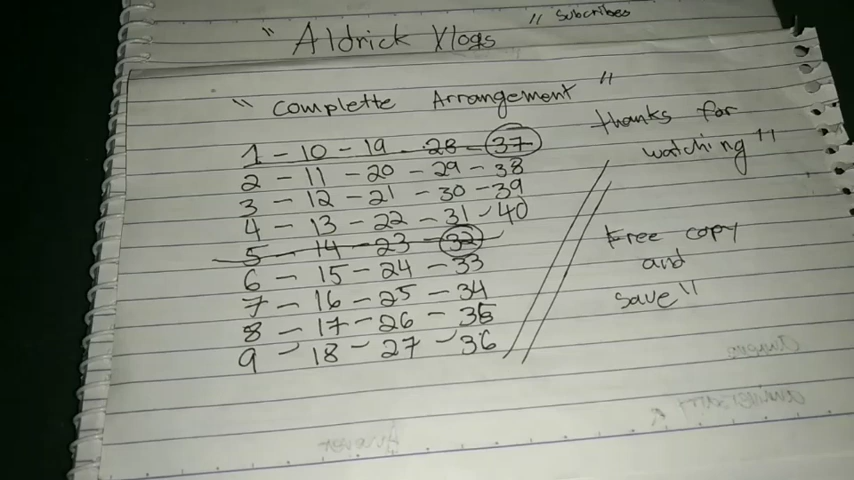 " Subcribes
" Aldrick Vlogs
" Complette Arrangement "
1 - 10 - 19 - 28 - 37
2 - 11 - 20 - 29 - 38
3 - 12 - 21 - 30 - 39
4 - 13 - 22 - 31 - 40
5 - 14 - 23 - 32
6 - 15 - 24 - 33
7 - 16 - 25 - 34
8 - 17 - 26 - 35
9 - 18 - 27 - 36
thanks for
watching "
Free copy
and
save "